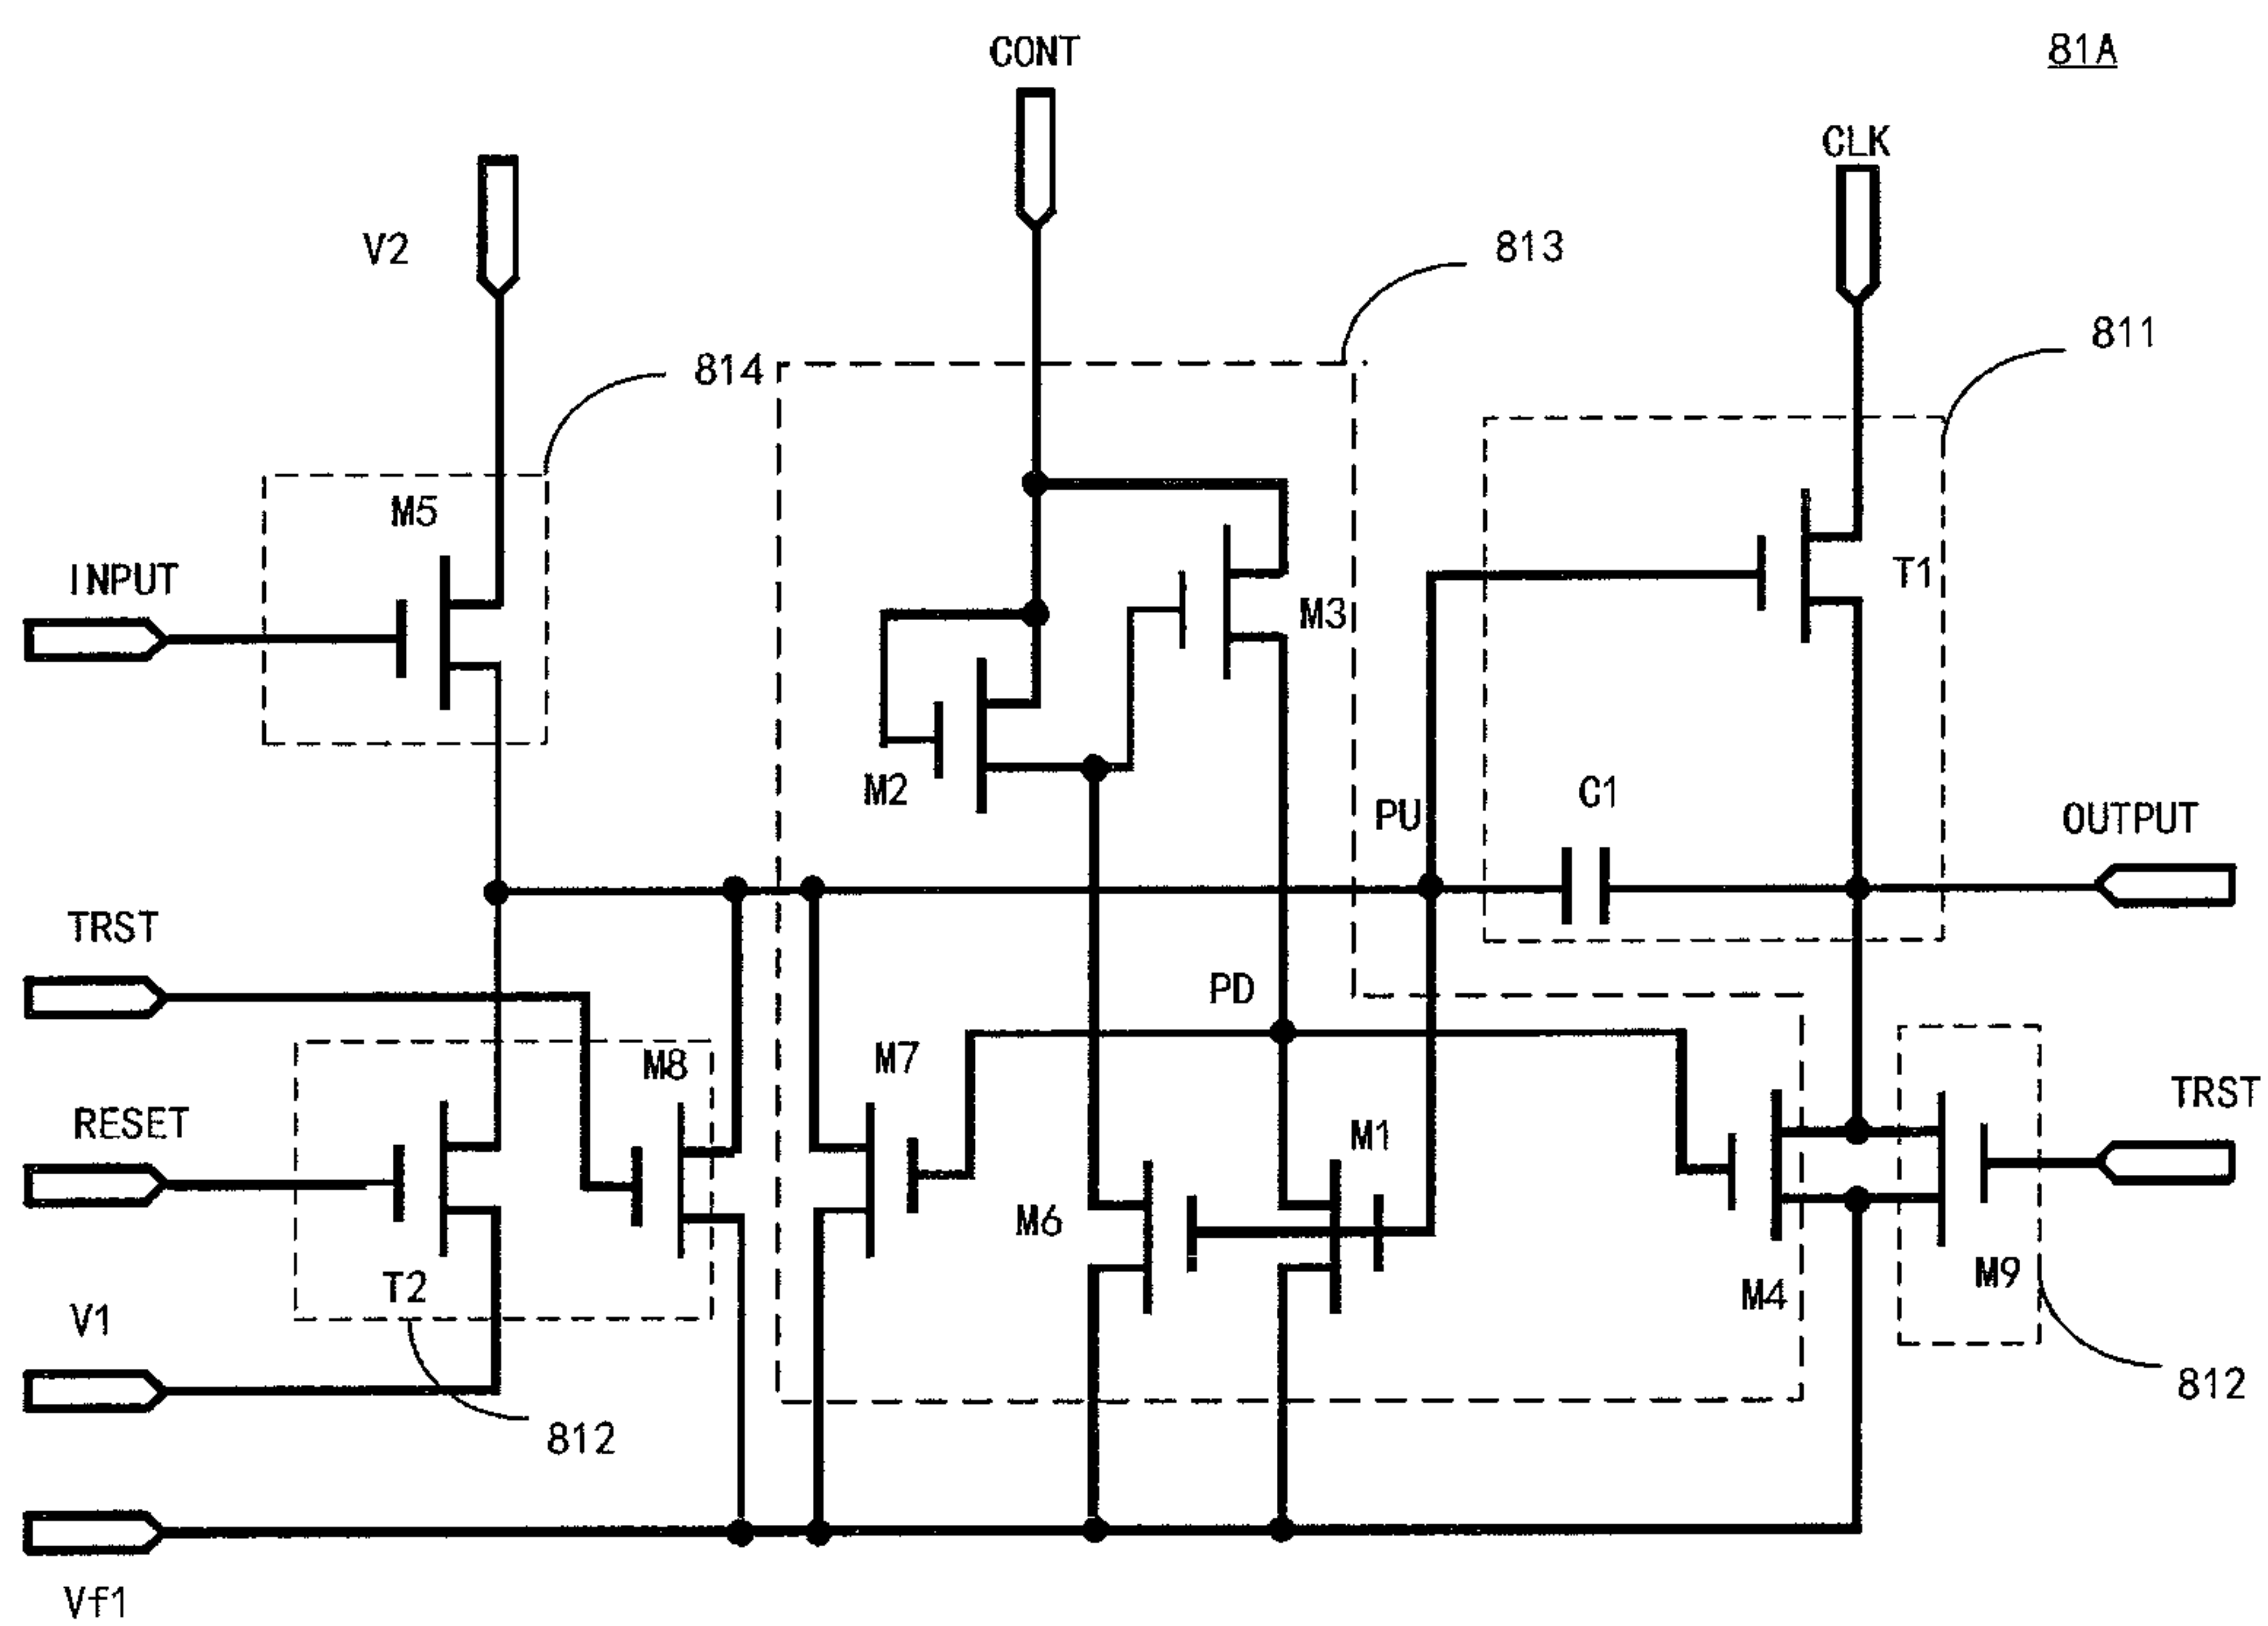 81A
CONT
CLK
V2
813
811
814
M5
INPUT
T1
M3
M2
C1
PU
OUTPUT
TRST
PD
M7
M8
TRST
RESET
M1
M6
M9
T2
M4
V1
812
812
Vf1